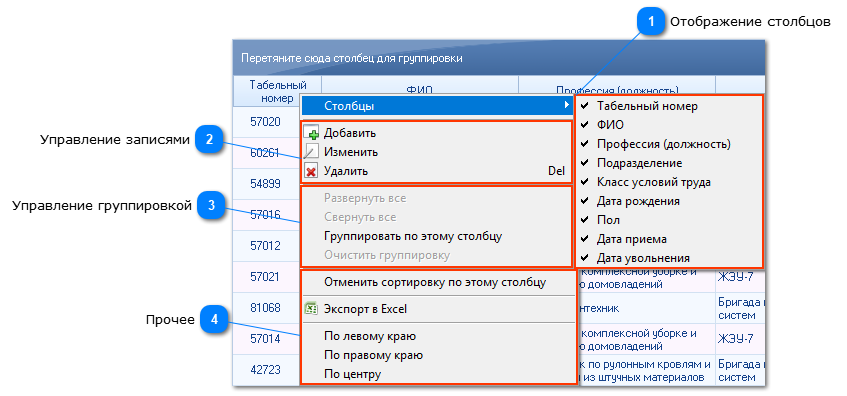 1 Отображение столбцов
Перетяните сюда столбец для группировки
Табельный номер ФИО Профессия (должность)
57020
60261
54899
57016
57012
57021 комплексной уборке и домовладений ЖЭУ-7
81068 Бригада систем
57014 комплексной уборке и домовладений ЖЭУ-7
42723 по рулонным кровлям и из штучных материалов Бригада систем
Столбцы
Управление записями 2
Добавить
Изменить
Удалить Del
Управление группировкой 3
Развернуть все
Свернуть все
Группировать по этому столбцу
Очистить группировку
Прочее 4
Отменить сортировку по этому столбцу
Экспорт в Excel
По левому краю
По правому краю
По центру
Табельный номер
ФИО
Профессия (должность)
Подразделение
Класс условий труда
Дата рождения
Пол
Дата приема
Дата увольнения